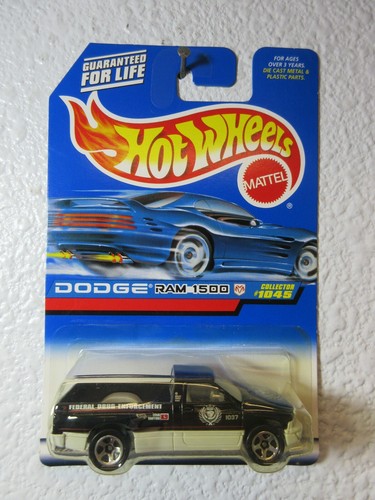 GUARANTEED
FOR LIFE
FOR AGES
OVER 3 YEARS.
DIE CAST METAL &
PLASTIC PARTS.
HOT WHEELS
MATTEL
®
DODGE® RAM 1500
COLLECTOR
#1045
FEDERAL DRUG ENFORCEMENT
1037